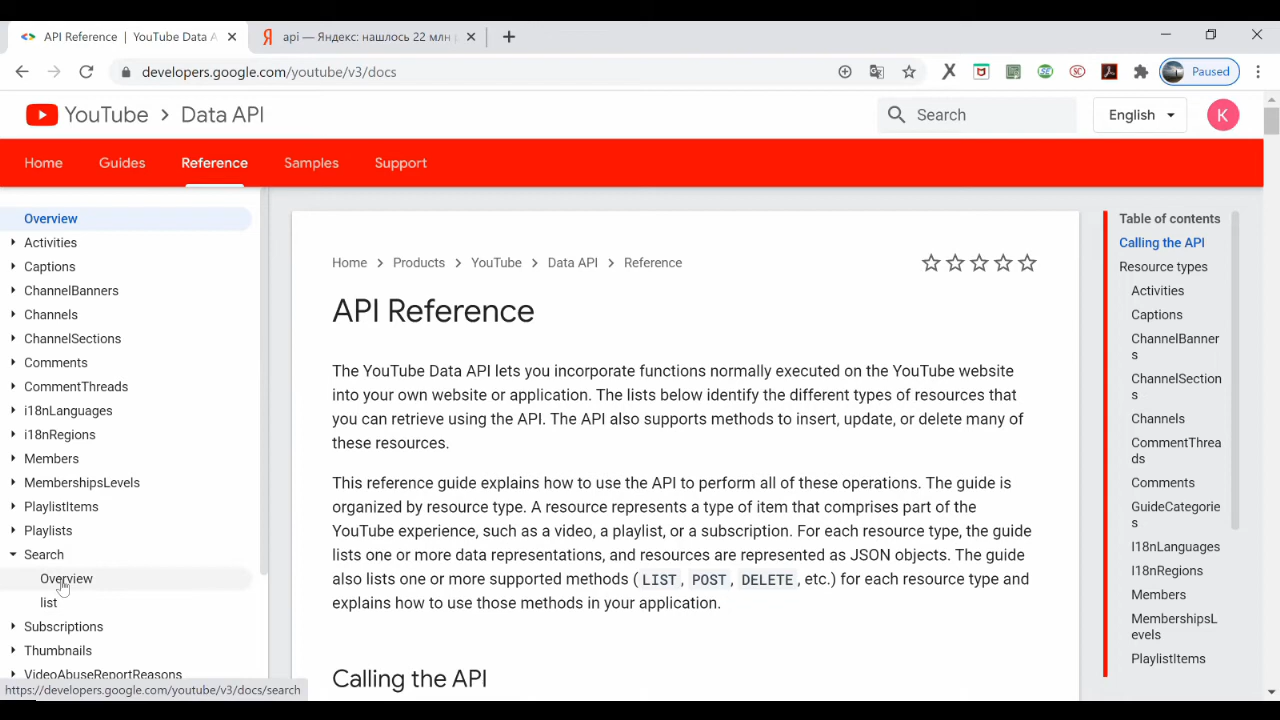 API Reference | YouTube Data A
api — Яндекс: нашлось 22 млн
developers.google.com/youtube/v3/docs
Paused
YouTube > Data API
Search
English
K
Home
Guides
Reference
Samples
Support
Overview
Activities
Captions
ChannelBanners
Channels
ChannelSections
Comments
CommentThreads
i18nLanguages
i18nRegions
Members
MembershipsLevels
PlaylistItems
Playlists
Search
Overview
list
Subscriptions
Thumbnails
VideoAbuseReportReasons
https://developers.google.com/youtube/v3/docs/search
Home > Products > YouTube > Data API > Reference
API Reference
The YouTube Data API lets you incorporate functions normally executed on the YouTube website
into your own website or application. The lists below identify the different types of resources that
you can retrieve using the API. The API also supports methods to insert, update, or delete many of
these resources.
This reference guide explains how to use the API to perform all of these operations. The guide is
organized by resource type. A resource represents a type of item that comprises part of the
YouTube experience, such as a video, a playlist, or a subscription. For each resource type, the guide
lists one or more data representations, and resources are represented as JSON objects. The guide
also lists one or more supported methods ( LIST , POST , DELETE , etc.) for each resource type and
explains how to use those methods in your application.
Calling the API
Table of contents
Calling the API
Resource types
Activities
Captions
ChannelBanner
s
ChannelSection
s
Channels
CommentThrea
ds
Comments
GuideCategorie
s
I18nLanguages
I18nRegions
Members
MembershipsL
evels
PlaylistItems